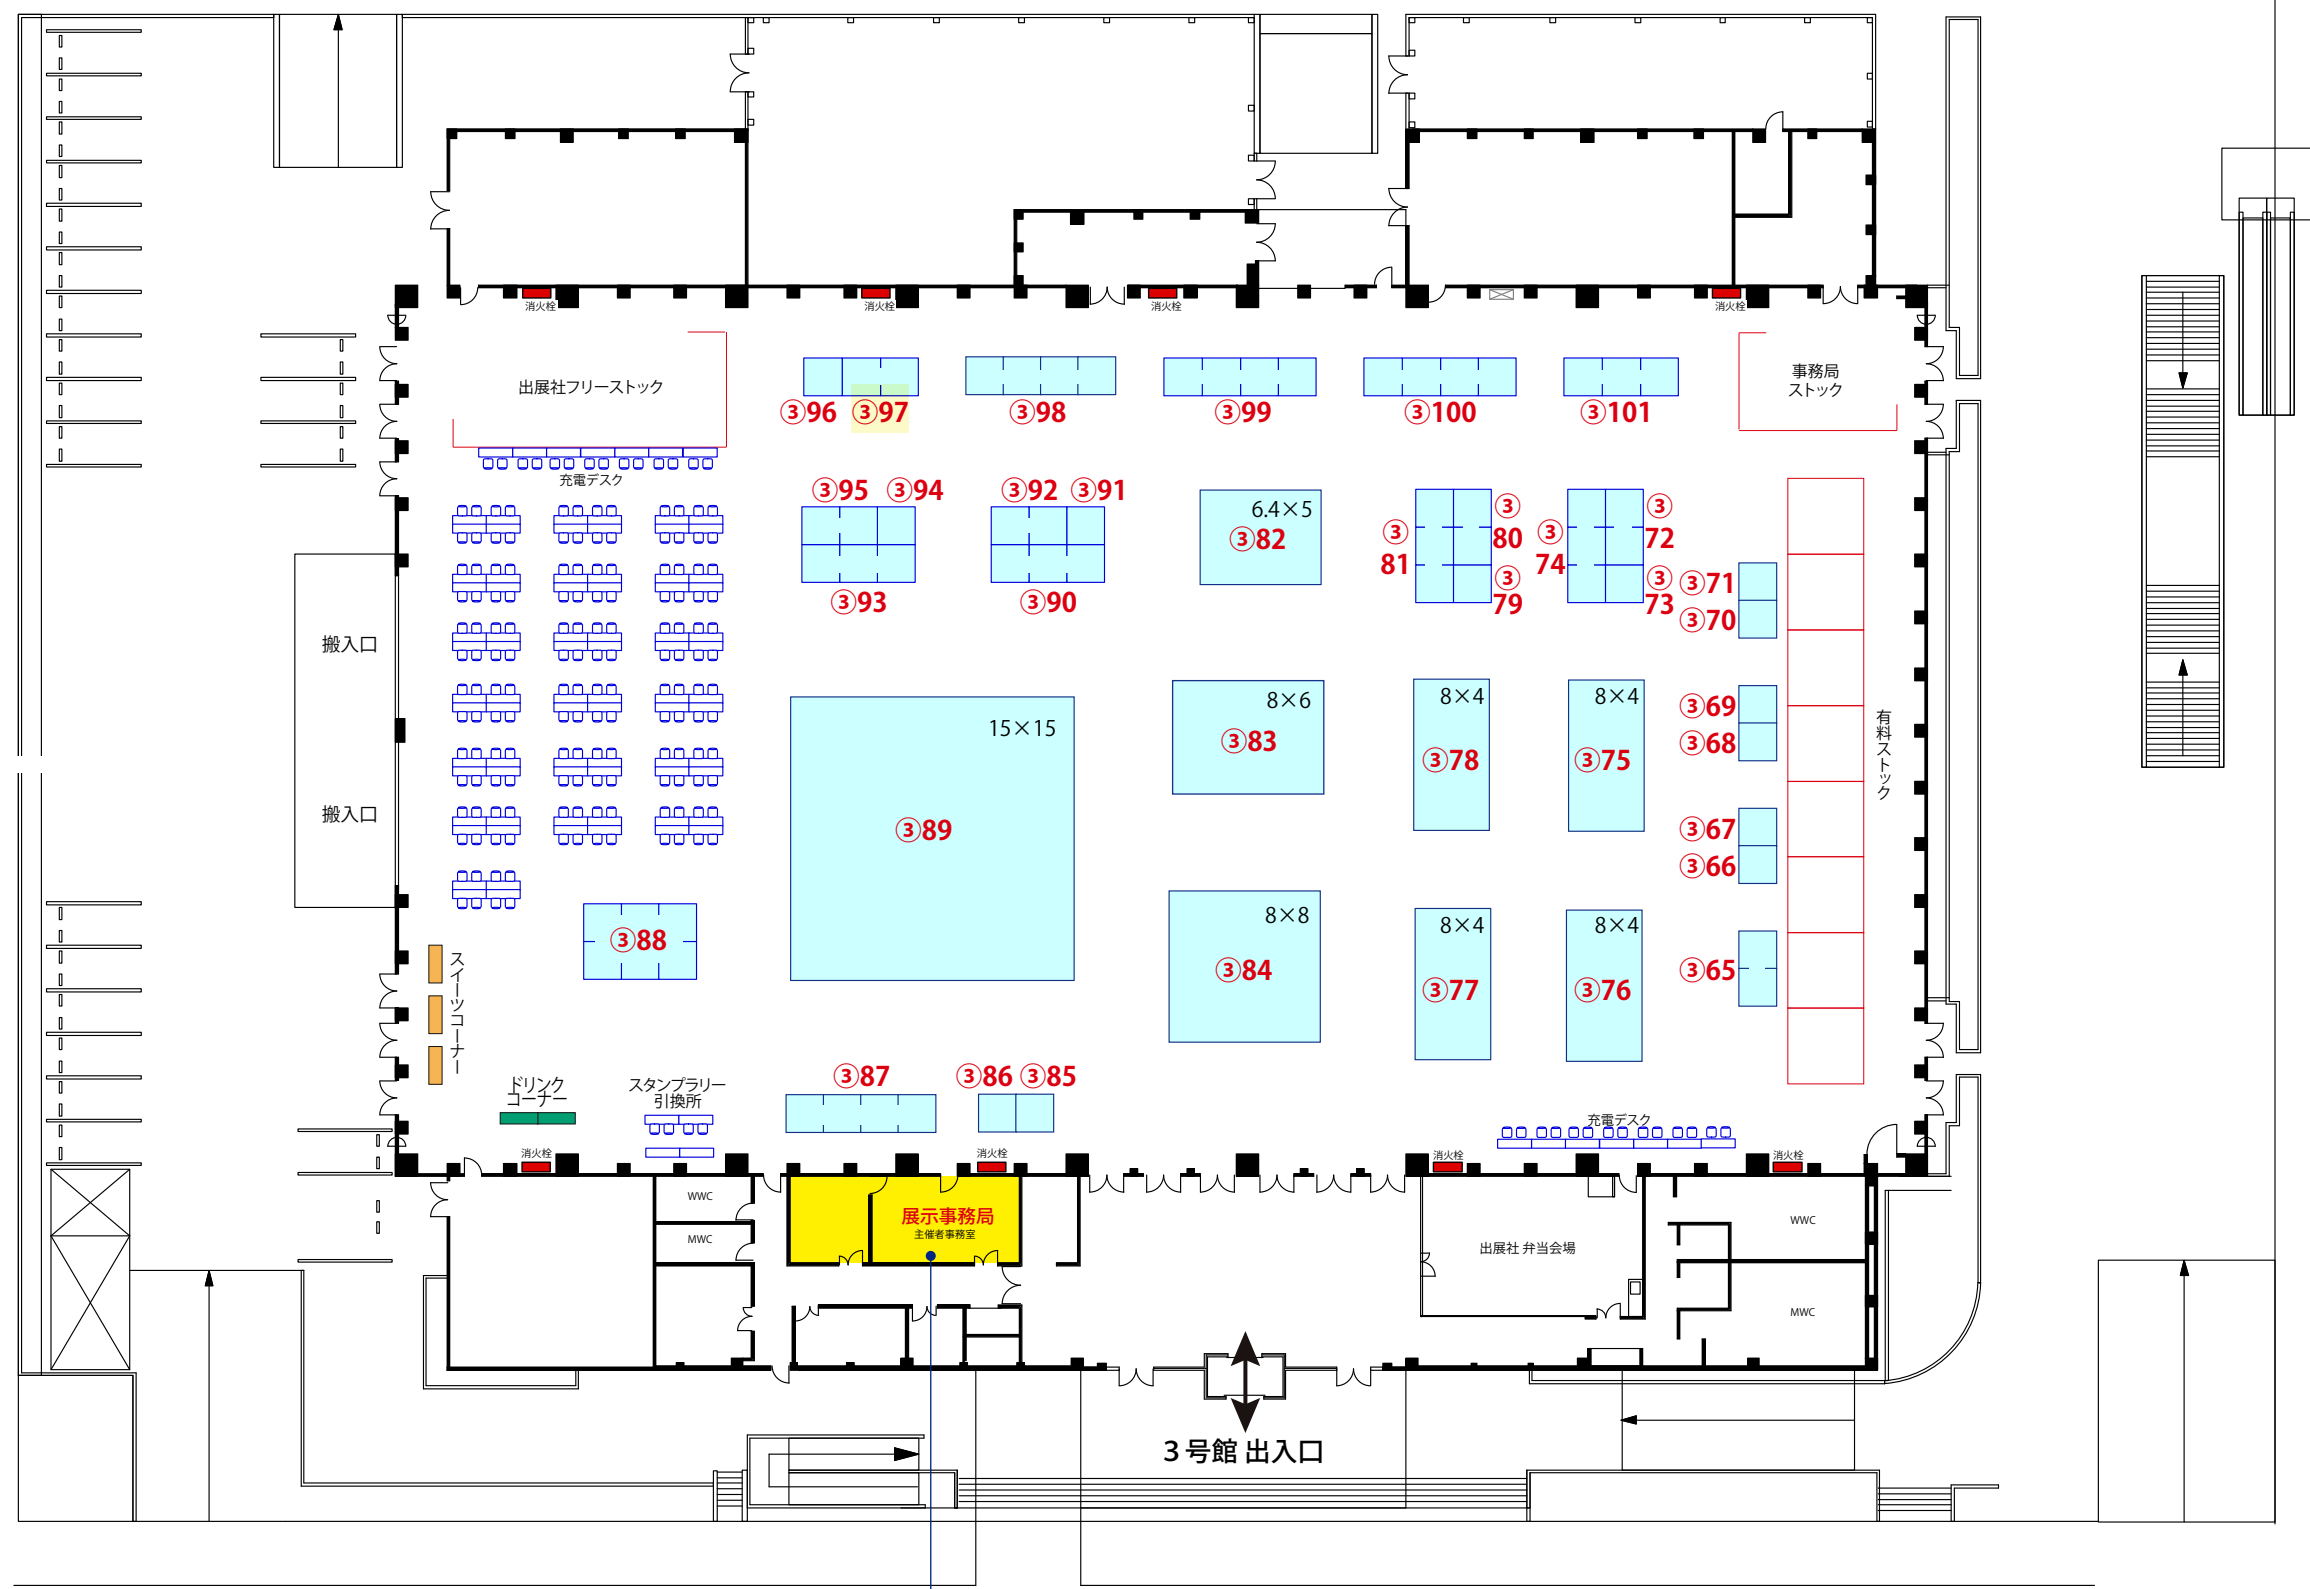 消火栓
消火栓
消火栓
消火栓
出展社フリーストック
事務局
ストック
③96
③97
③98
③99
③100
③101
充電デスク
③95
③94
③92
③91
6.4×5
③82
③
81
③
80
③
79
③
74
③
72
③
73
③93
③90
③71
③70
搬入口
搬入口
15×15
③89
8×6
③83
8×4
③78
8×4
③75
③69
③68
有料ストック
③67
③66
③88
8×8
③84
8×4
③77
8×4
③76
③65
スイーツコーナー
ドリンク
コーナー
スタンプラリー
引換所
③87
③86
③85
充電デスク
消火栓
消火栓
消火栓
消火栓
WWC
MWC
展示事務局
主催者事務室
出展社 弁当会場
WWC
MWC
3号館 出入口